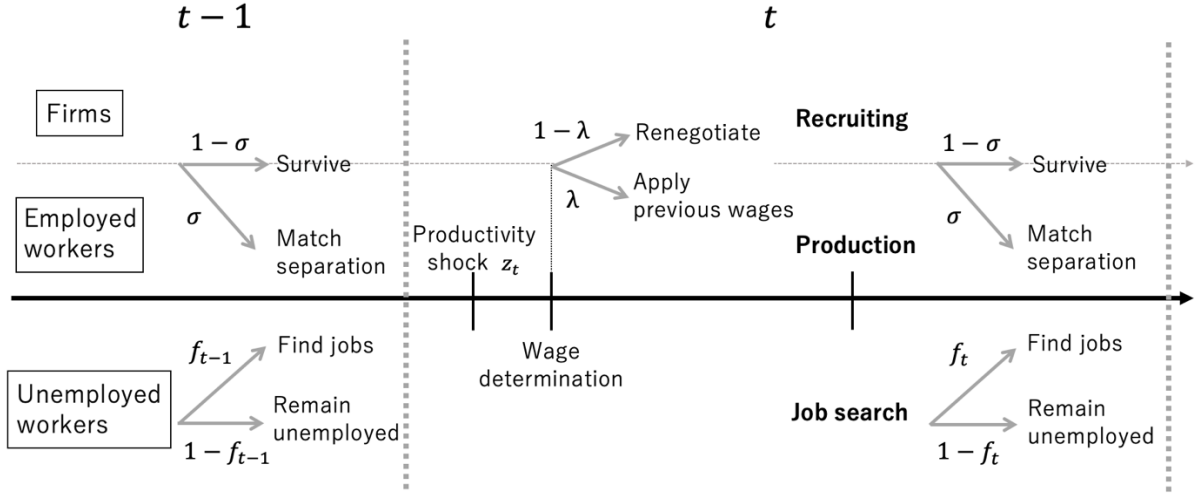 t − 1
t
Firms
1 − σ
Survive
σ
Match
separation
Employed
workers
Productivity
shock z_t
1 − λ
Renegotiate
λ
Apply
previous wages
Recruiting
Production
1 − σ
Survive
σ
Match
separation
Wage
determination
Unemployed
workers
f_{t−1}
Find jobs
Remain
unemployed
1 − f_{t−1}
Job search
f_t
Find jobs
Remain
unemployed
1 − f_t